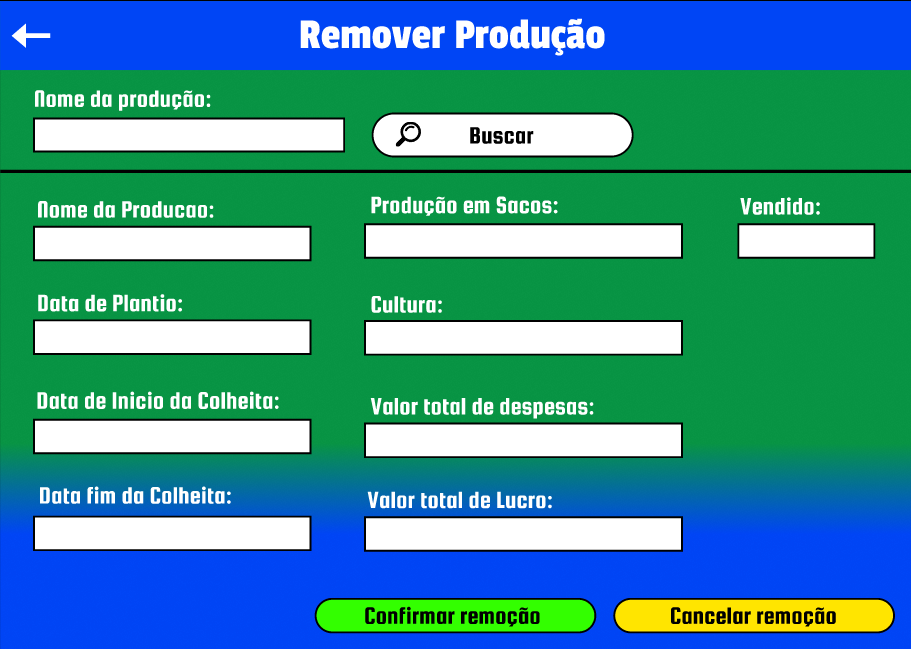 Remover Produção
Nome da produção:
Buscar
Nome da Producao:
Produção em Sacos:
Vendido:
Data de Plantio:
Cultura:
Data de Inicio da Colheita:
Valor total de despesas:
Data fim da Colheita:
Valor total de Lucro:
Confirmar remoção
Cancelar remoção